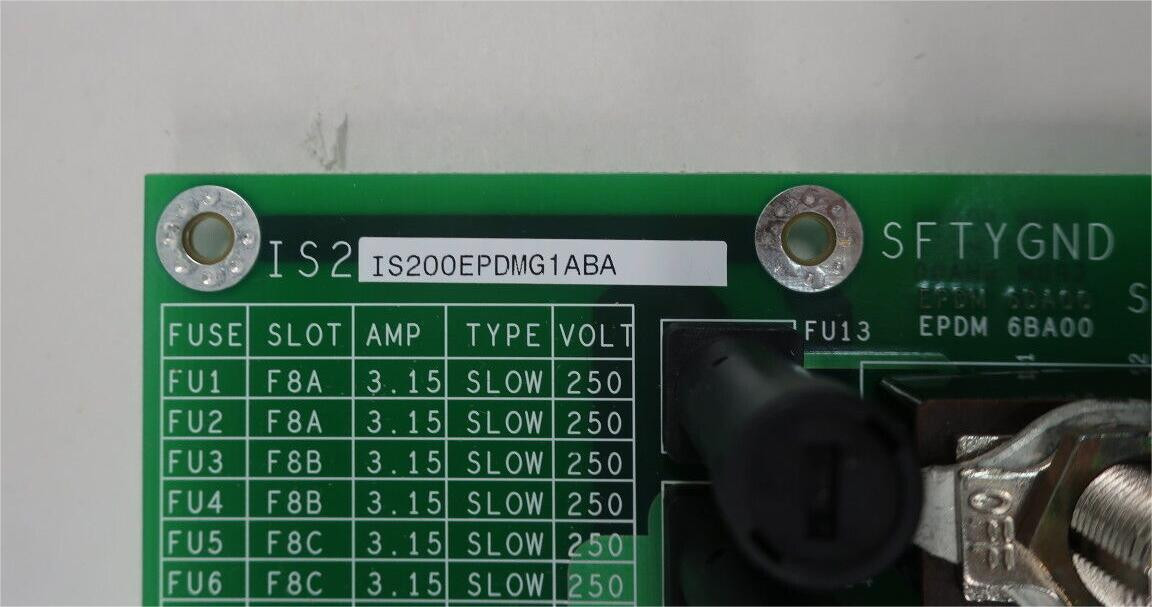 IS2
IS200EPDMG1ABA
SFTYGND
EPDM 6BA00
FU13
FUSE SLOT AMP TYPE VOLT
FU1 F8A 3.15 SLOW 250
FU2 F8A 3.15 SLOW 250
FU3 F8B 3.15 SLOW 250
FU4 F8B 3.15 SLOW 250
FU5 F8C 3.15 SLOW 250
FU6 F8C 3.15 SLOW 250
S
1
2